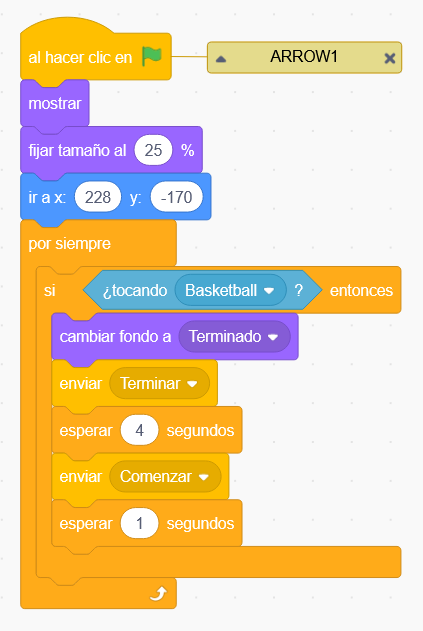 al hacer clic en ARROW1
mostrar
fijar tamaño al 25 %
ir a x: 228 y: -170
por siempre
si ¿tocando Basketball ? entonces
cambiar fondo a Terminado
enviar Terminar
esperar 4 segundos
enviar Comenzar
esperar 1 segundos